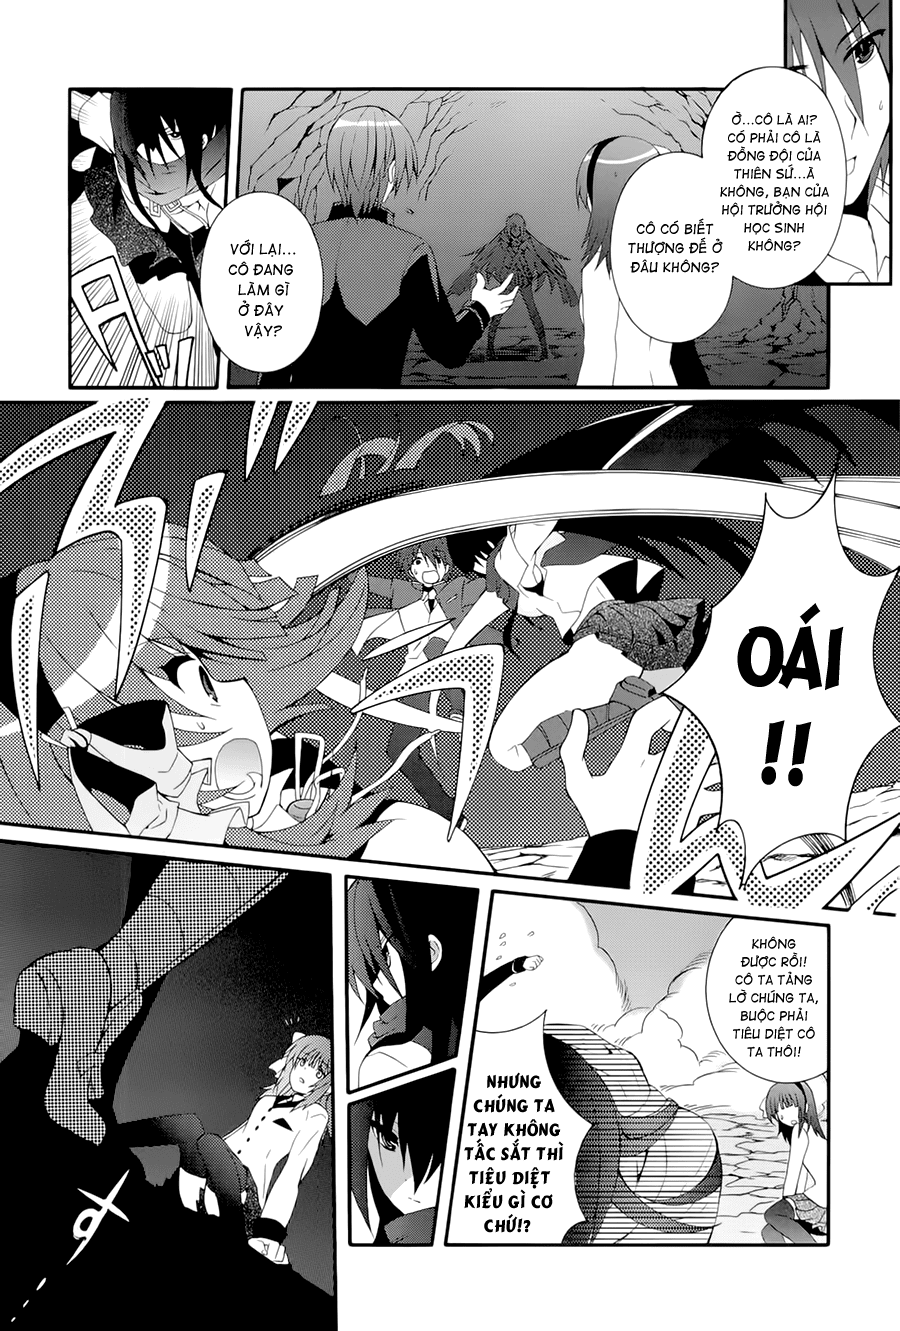 Ờ...CÔ LÀ AI?
CÓ PHẢI CÔ LÀ
ĐỒNG ĐỘI CỦA
THIÊN SỨ...À
KHÔNG, BẠN CỦA
HỘI TRƯỞNG HỘI
HỌC SINH
KHÔNG?
CÔ CÓ BIẾT
THƯỢNG ĐẾ Ở
ĐÂU KHÔNG?
VỚI LẠI...
CÔ ĐANG
LÀM GÌ
Ở ĐÂY
VẬY?
OÁI
!!
KHÔNG
ĐƯỢC RỒI!
CÔ TA TẢNG
LỜ CHÚNG TA,
BUỘC PHẢI
TIÊU DIỆT CÔ
TA THÔI!
NHƯNG
CHÚNG TA
TAY KHÔNG
TẤC SẮT THÌ
TIÊU DIỆT
KIỂU GÌ CƠ
CHỨ!?